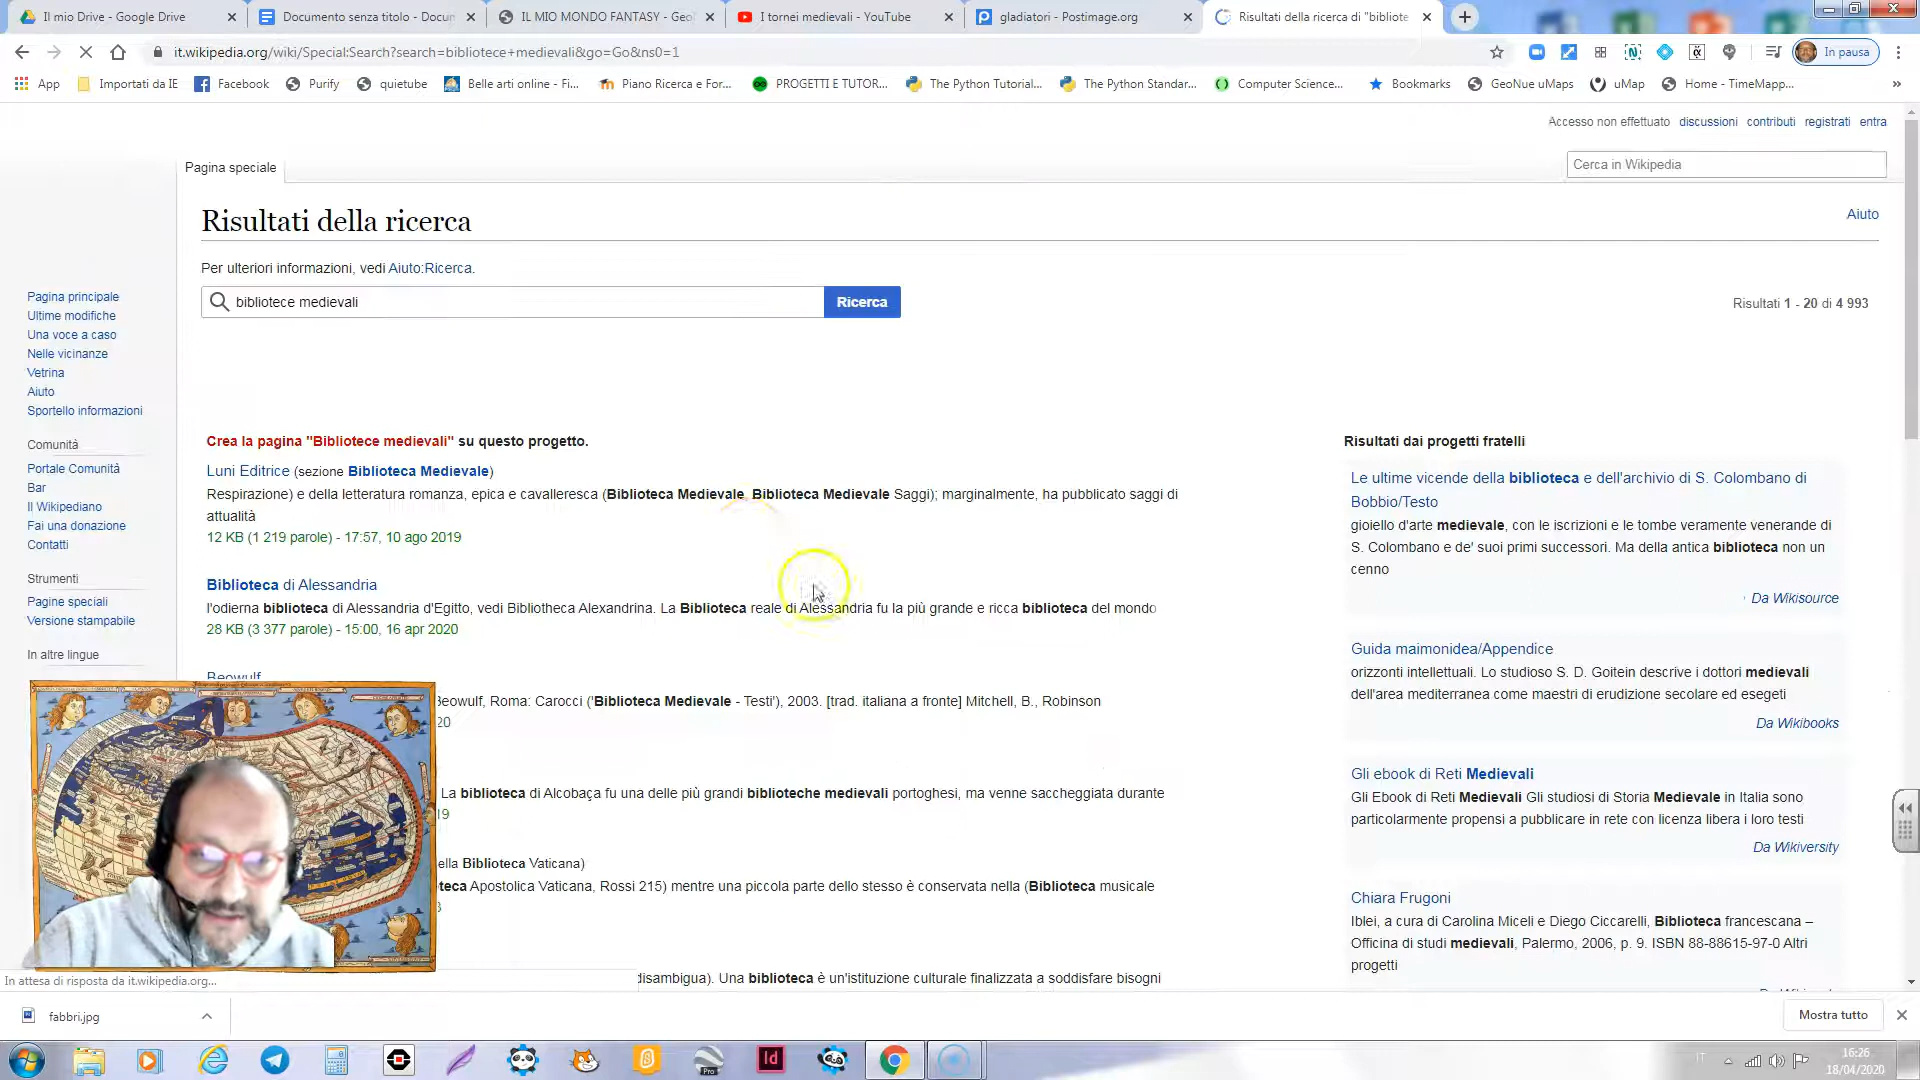 Il mio Drive - Google Drive
Documento senza titolo - Docun
IL MIO MONDO FANTASY - Geo
I tornei medievali - YouTube
gladiatori - Postimage.org
Risultati della ricerca di "bibliote
it.wikipedia.org/wiki/Special:Search?search=bibliotece+medievali&go=Go&ns0=1
In pausa
App
Importati da IE
Facebook
Purify
quietube
Belle arti online - Fi...
Piano Ricerca e For...
PROGETTI E TUTOR...
The Python Tutorial...
The Python Standar...
Computer Science...
Bookmarks
GeoNue uMaps
uMap
Home - TimeMapp...
Accesso non effettuato discussioni contributi registrati entra
Pagina speciale
Cerca in Wikipedia
Risultati della ricerca
Aiuto
Per ulteriori informazioni, vedi Aiuto:Ricerca.
bibliotece medievali
Ricerca
Risultati 1 - 20 di 4 993
Pagina principale
Ultime modifiche
Una voce a caso
Nelle vicinanze
Vetrina
Aiuto
Sportello informazioni
Comunità
Portale Comunità
Bar
Il Wikipediano
Fai una donazione
Contatti
Strumenti
Pagine speciali
Versione stampabile
In altre lingue
Crea la pagina "Bibliotece medievali" su questo progetto.
Luni Editrice (sezione Biblioteca Medievale)
Respirazione) e della letteratura romanza, epica e cavalleresca (Biblioteca Medievale, Biblioteca Medievale Saggi); marginalmente, ha pubblicato saggi di
attualità
12 KB (1 219 parole) - 17:57, 10 ago 2019
Biblioteca di Alessandria
l'odierna biblioteca di Alessandria d'Egitto, vedi Bibliotheca Alexandrina. La Biblioteca reale di Alessandria fu la più grande e ricca biblioteca del mondo
28 KB (3 377 parole) - 15:00, 16 apr 2020
Beowulf
Beowulf, Roma: Carocci ('Biblioteca Medievale - Testi'), 2003. [trad. italiana a fronte] Mitchell, B., Robinson
20
La biblioteca di Alcobaça fu una delle più grandi biblioteche medievali portoghesi, ma venne saccheggiata durante
19
ella Biblioteca Vaticana)
teca Apostolica Vaticana, Rossi 215) mentre una piccola parte dello stesso è conservata nella (Biblioteca musicale
disambigua). Una biblioteca è un'istituzione culturale finalizzata a soddisfare bisogni
Risultati dai progetti fratelli
Le ultime vicende della biblioteca e dell'archivio di S. Colombano di
Bobbio/Testo
gioiello d'arte medievale, con le iscrizioni e le tombe veramente venerande di
S. Colombano e de' suoi primi successori. Ma della antica biblioteca non un
cenno
Da Wikisource
Guida maimonidea/Appendice
orizzonti intellettuali. Lo studioso S. D. Goitein descrive i dottori medievali
dell'area mediterranea come maestri di erudizione secolare ed esegeti
Da Wikibooks
Gli ebook di Reti Medievali
Gli Ebook di Reti Medievali Gli studiosi di Storia Medievale in Italia sono
particolarmente propensi a pubblicare in rete con licenza libera i loro testi
Da Wikiversity
Chiara Frugoni
Iblei, a cura di Carolina Miceli e Diego Ciccarelli, Biblioteca francescana –
Officina di studi medievali, Palermo, 2006, p. 9. ISBN 88-88615-97-0 Altri
progetti
In attesa di risposta da it.wikipedia.org...
fabbri.jpg
Mostra tutto
Pro
Id
IT
16:26
18/04/2020